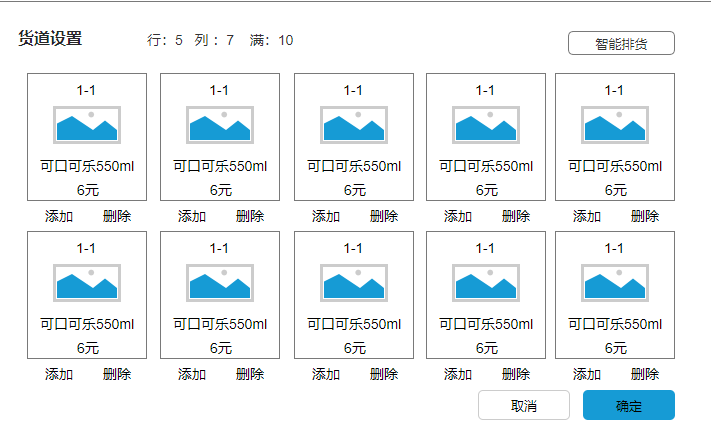 货道设置 行：5 列：7 满：10 智能排货
1-1 1-1 1-1 1-1 1-1
可口可乐550ml 可口可乐550ml 可口可乐550ml 可口可乐550ml 可口可乐550ml
6元 6元 6元 6元 6元
添加 删除 添加 删除 添加 删除 添加 删除 添加 删除
1-1 1-1 1-1 1-1 1-1
可口可乐550ml 可口可乐550ml 可口可乐550ml 可口可乐550ml 可口可乐550ml
6元 6元 6元 6元 6元
添加 删除 添加 删除 添加 删除 添加 删除 添加 删除
取消 确定